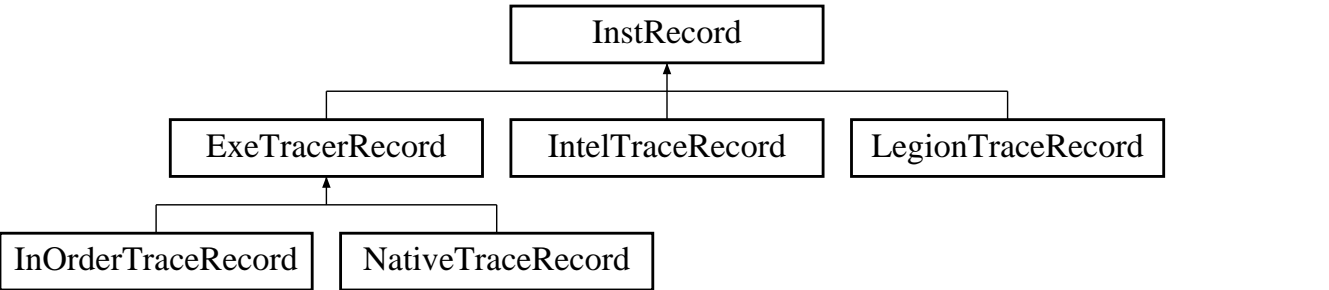 InstRecord
ExeTracerRecord
IntelTraceRecord
LegionTraceRecord
InOrderTraceRecord
NativeTraceRecord